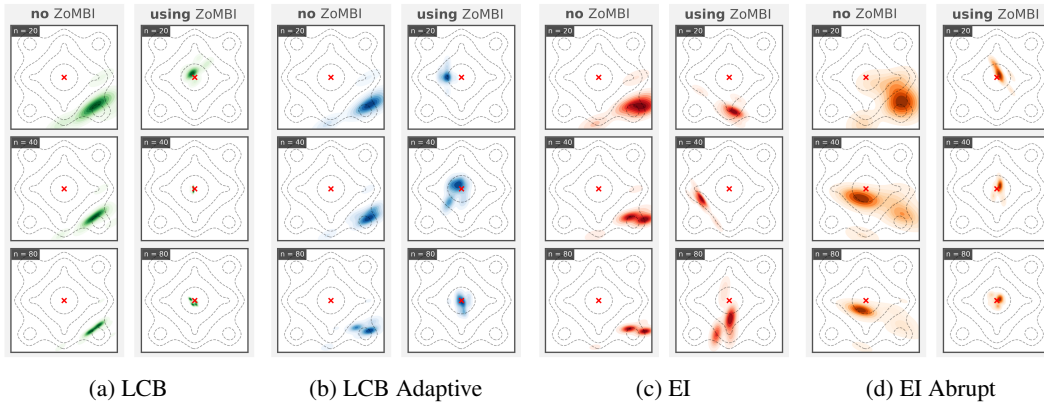 no ZoMBI
using ZoMBI
no ZoMBI
using ZoMBI
no ZoMBI
using ZoMBI
no ZoMBI
using ZoMBI
n = 20
n = 20
n = 20
n = 20
n = 20
n = 20
n = 20
n = 20
n = 40
n = 40
n = 40
n = 40
n = 40
n = 40
n = 40
n = 40
n = 80
n = 80
n = 80
n = 80
n = 80
n = 80
n = 80
n = 80
(a) LCB
(b) LCB Adaptive
(c) EI
(d) EI Abrupt